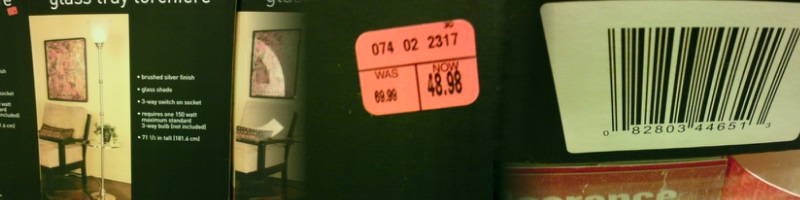 glass tray torchiere
• brushed silver finish
• glass shade
• 3-way switch on socket
• requires one 150 watt
maximum standard
3-way bulb (not included)
• 71 1/2 in tall (181.6 cm)
074 02 2317
WAS
69.99
NOW
48.98
0 82803 44651 3